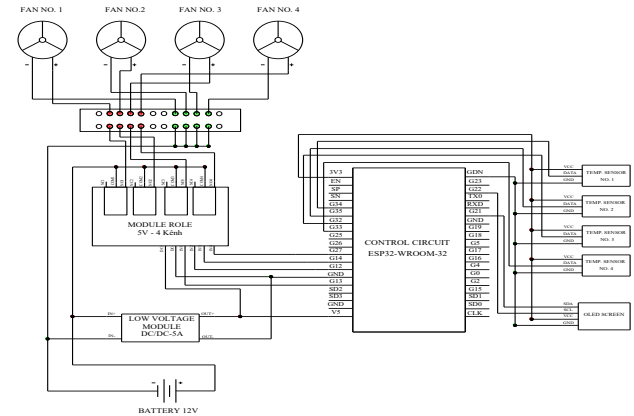 FAN NO. 1
FAN NO.2
FAN NO. 3
FAN NO. 4
MODULE ROLE
5V - 4 Kênh
3V3
EN
SP
SN
G34
G35
G32
G33
G25
G26
G27
G14
G12
GND
G13
SD2
SD3
GND
V5
CONTROL CIRCUIT
ESP32-WROOM-32
GDN
G23
G22
TX0
RXD
G21
GND
G19
G18
G5
G17
G16
G4
G0
G2
G15
SD1
SD0
CLK
VCC
DATA
GND
TEMP. SENSOR
NO. 1
VCC
DATA
GND
TEMP. SENSOR
NO. 2
VCC
DATA
GND
TEMP. SENSOR
NO. 3
VCC
DATA
GND
TEMP. SENSOR
NO. 4
SDA
SCL
VCC
GND
OLED SCREEN
IN+
IN-
LOW VOLTAGE
MODULE
DC/DC-5A
OUT+
OUT-
BATTERY 12V